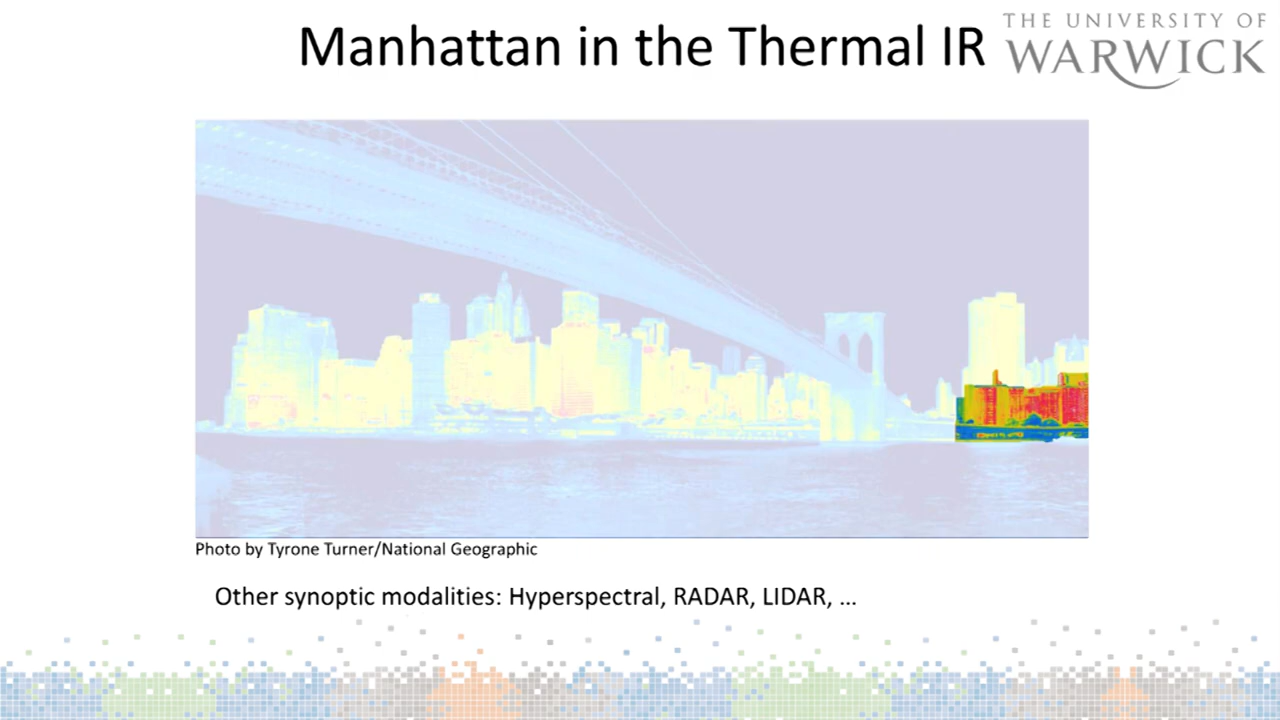 Manhattan in the Thermal IR
THE UNIVERSITY OF
WARWICK
Photo by Tyrone Turner/National Geographic
Other synoptic modalities: Hyperspectral, RADAR, LIDAR, ...